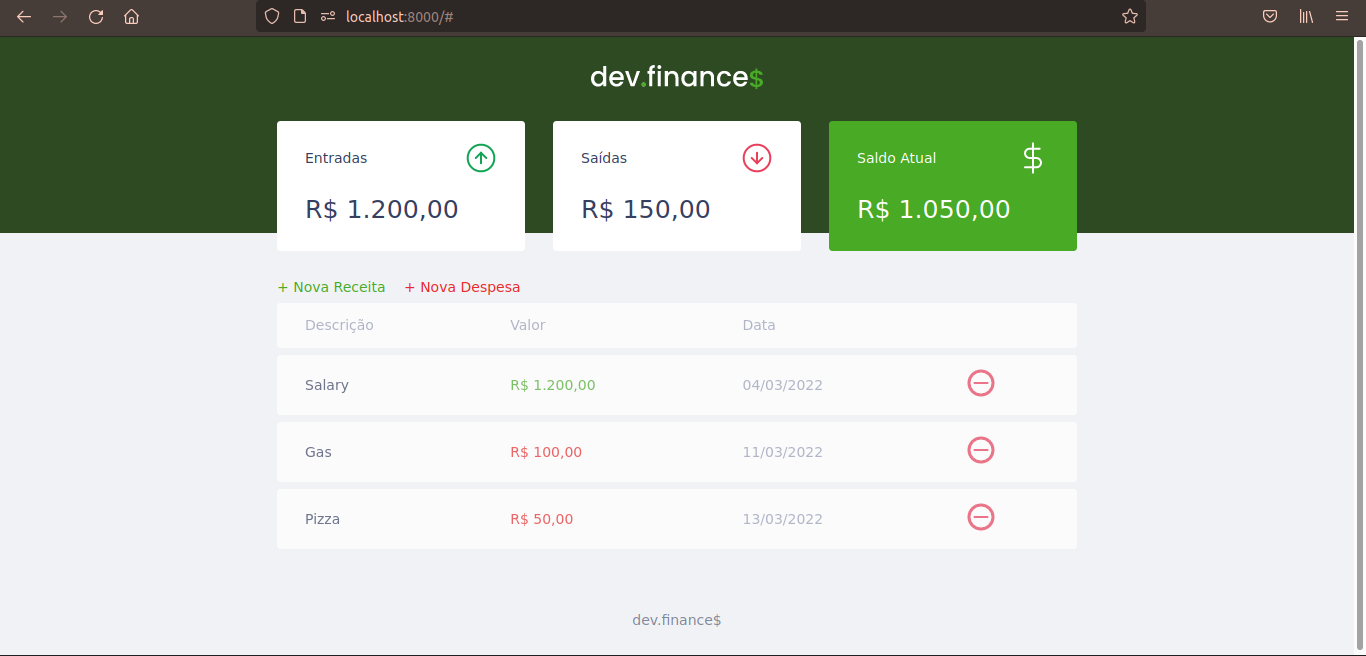 localhost:8000/#
dev.finance$
Entradas
R$ 1.200,00
Saídas
R$ 150,00
Saldo Atual
$
R$ 1.050,00
+ Nova Receita + Nova Despesa
Descrição Valor Data
Salary R$ 1.200,00 04/03/2022
Gas R$ 100,00 11/03/2022
Pizza R$ 50,00 13/03/2022
dev.finance$